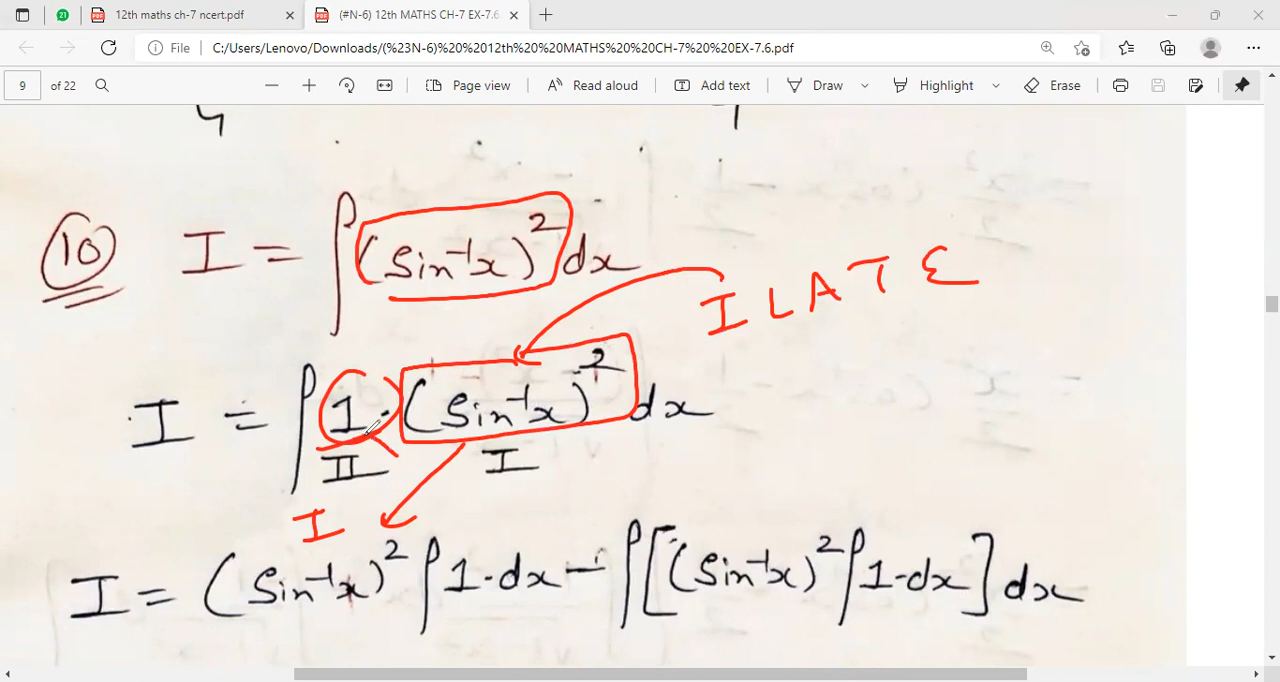 21 12th maths ch-7 ncert.pdf (#N-6) 12th MATHS CH-7 EX-7.6
File C:/Users/Lenovo/Downloads/(%23N-6)%20%2012th%20%20MATHS%20%20CH-7%20%20EX-7.6.pdf
9 of 22 Page view Read aloud Add text Draw Highlight Erase
4 4
(10) I = ∫(Sin⁻¹x)² dx
I L A T E
I = ∫ 1·(Sin⁻¹x)² dx
II I
I
I = (Sin⁻¹x)² ∫1·dx − ∫[(Sin⁻¹x)² ∫1·dx] dx